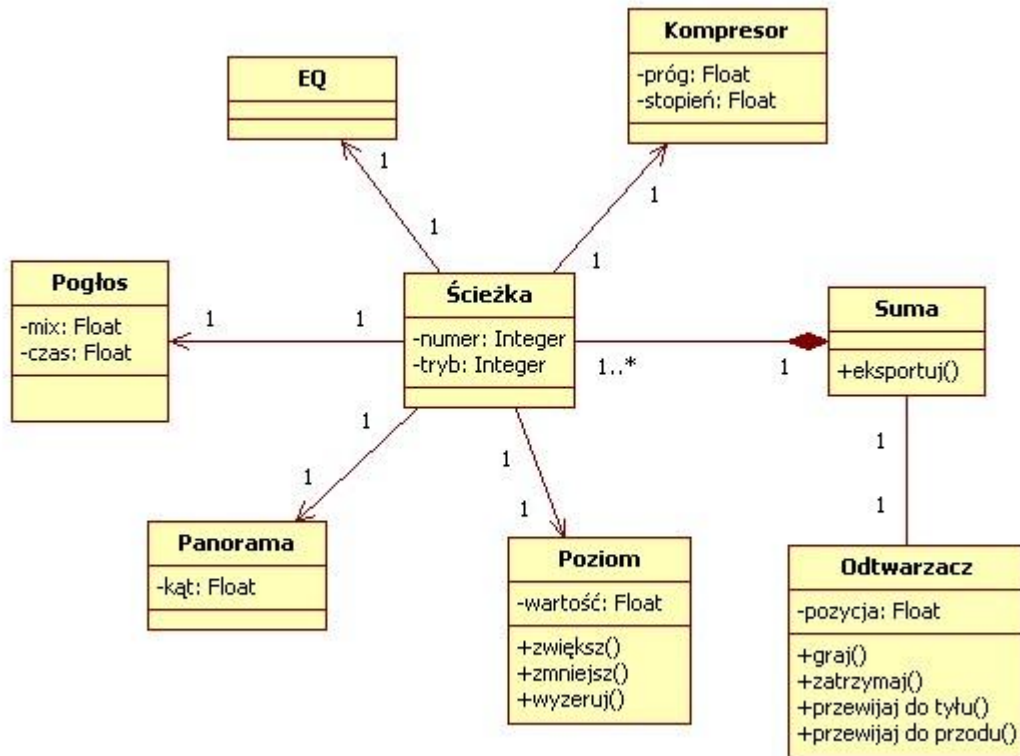 Kompresor
-próg: Float
-stopień: Float
EQ
1
1
1
1
Pogłos
-mix: Float
-czas: Float
1
1
Ścieżka
-numer: Integer
-tryb: Integer
1..*
1
Suma
+eksportuj()
1
1
1
1
1
1
Panorama
-kąt: Float
Poziom
-wartość: Float
+zwiększ()
+zmniejsz()
+wyzeruj()
Odtwarzacz
-pozycja: Float
+graj()
+zatrzymaj()
+przewijaj do tyłu()
+przewijaj do przodu()